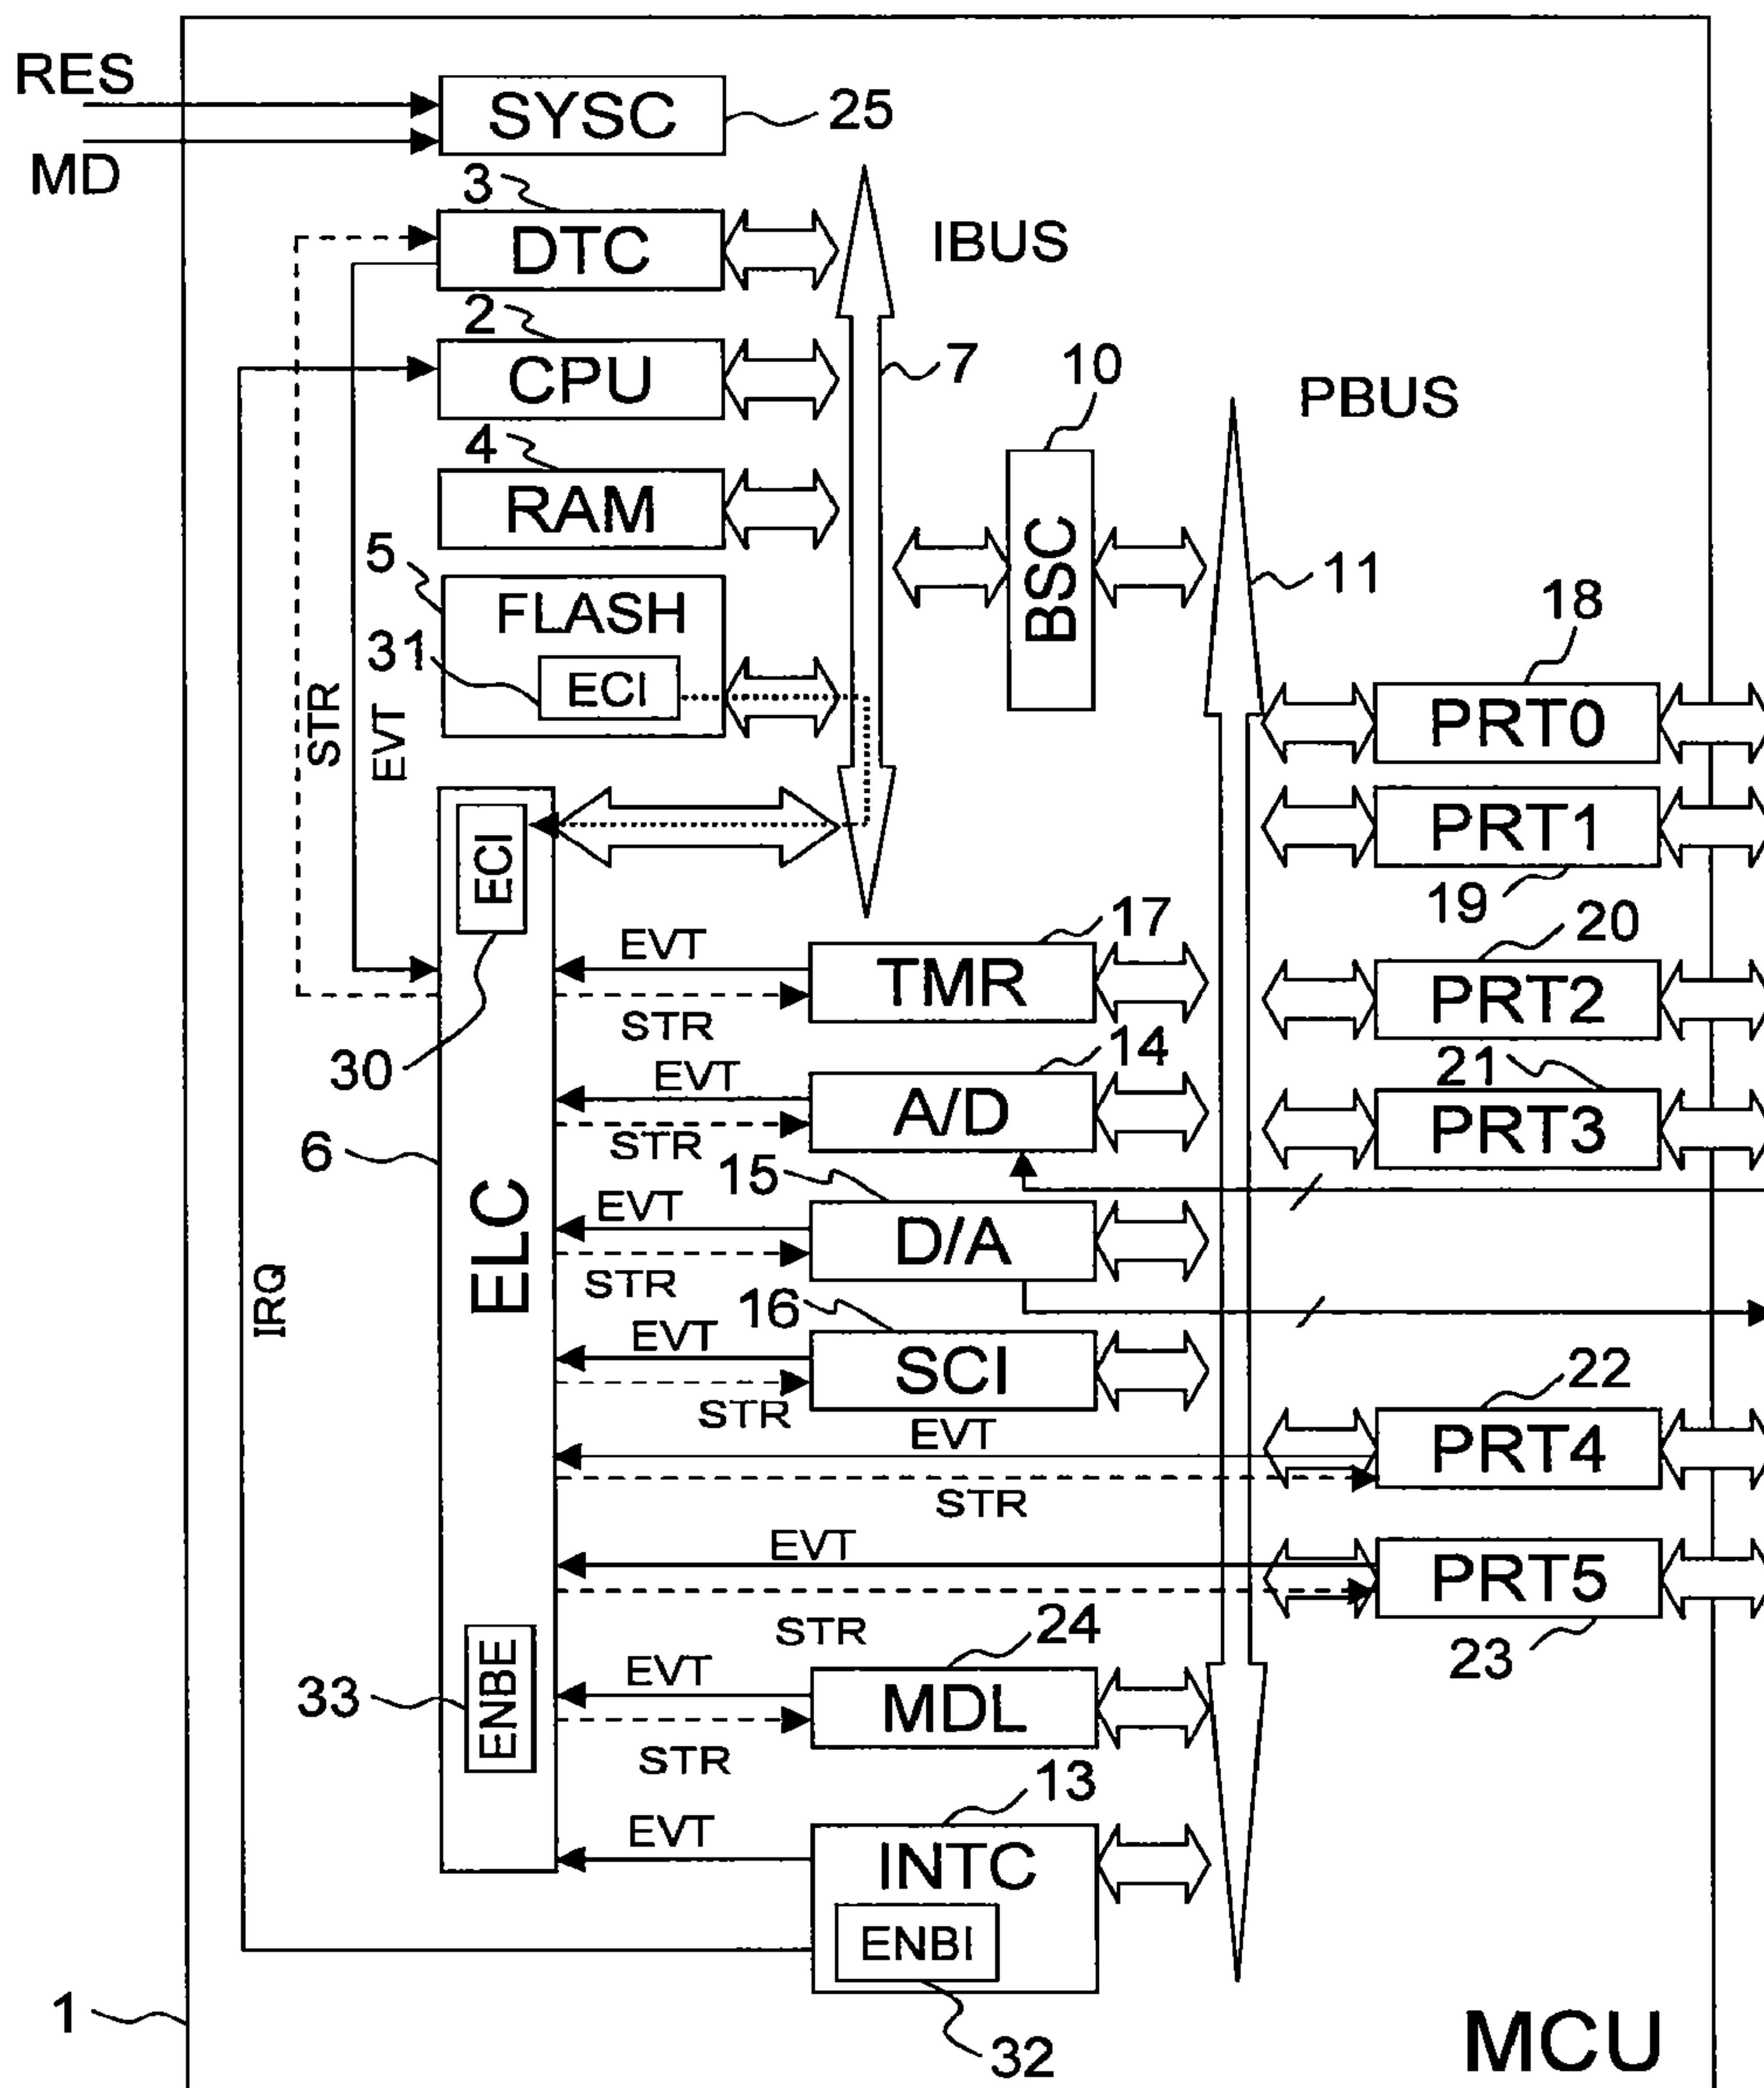 RES
SYSC
25
MD
3
DTC
IBUS
2
CPU
7
10
PBUS
4
RAM
5
FLASH
31
ECI
BSC
11
18
STR
EVT
PRT0
ECI
PRT1
19
30
EVT
17
TMR
STR
20
PRT2
EVT
14
A/D
STR
21
PRT3
6
ELC
15
EVT
D/A
STR
IRQ
16
EVT
SCI
STR
22
EVT
PRT4
STR
EVT
PRT5
STR
23
33
ENBE
24
EVT
MDL
STR
13
EVT
INTC
ENBI
1
32
MCU